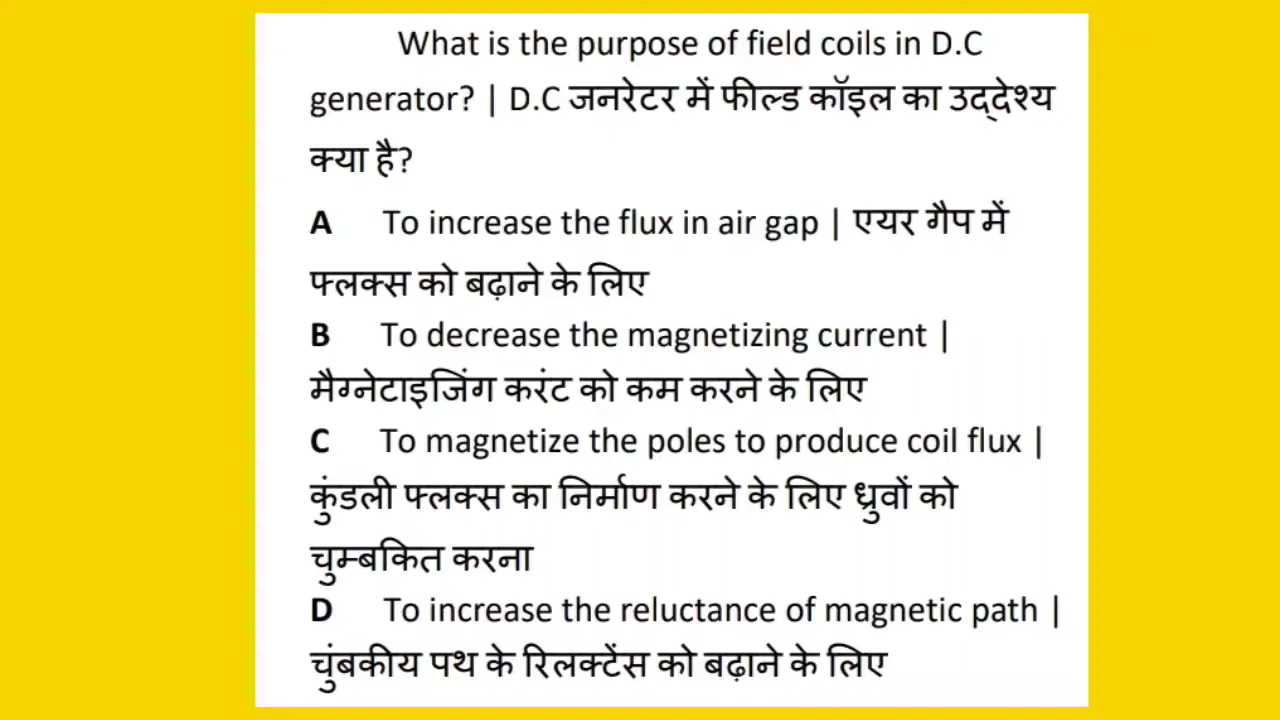 What is the purpose of field coils in D.C
generator? | D.C जनरेटर में फील्ड कॉइल का उद्देश्य
क्या है?
A To increase the flux in air gap | एयर गैप में
फ्लक्स को बढ़ाने के लिए
B To decrease the magnetizing current |
मैग्नेटाइजिंग करंट को कम करने के लिए
C To magnetize the poles to produce coil flux |
कुंडली फ्लक्स का निर्माण करने के लिए ध्रुवों को
चुम्बकित करना
D To increase the reluctance of magnetic path |
चुंबकीय पथ के रिलक्टेंस को बढ़ाने के लिए